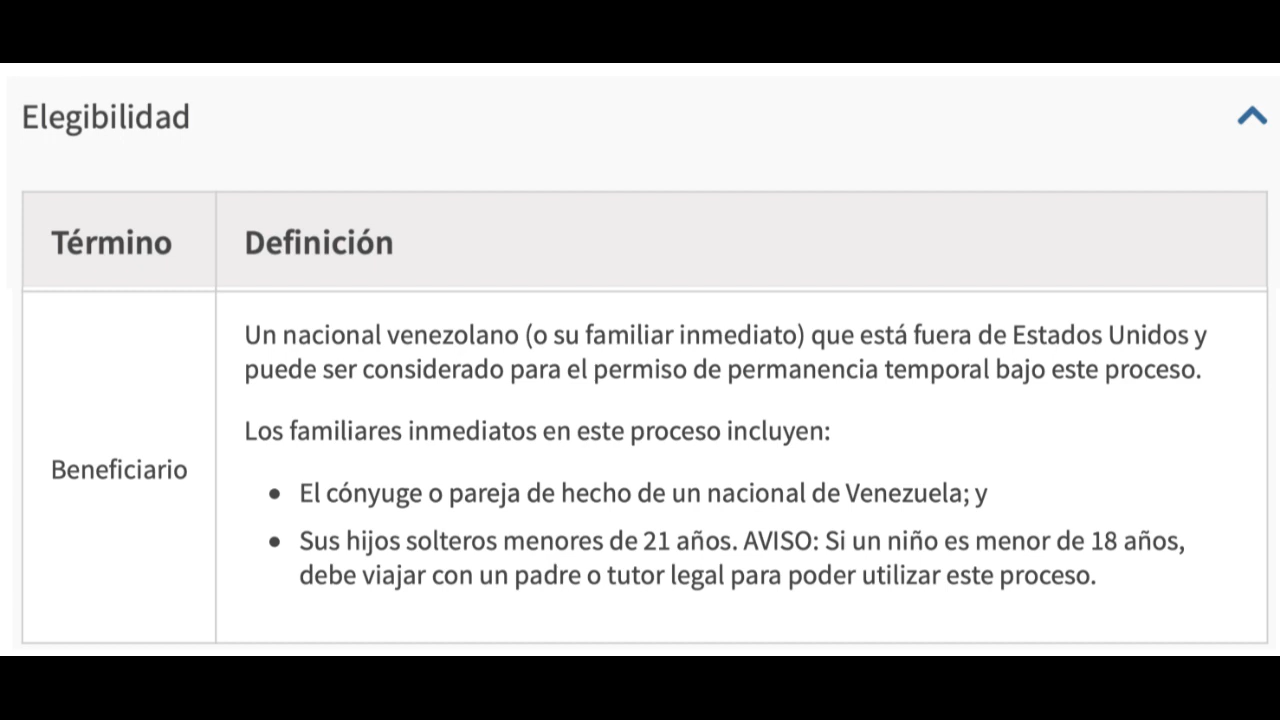 Elegibilidad
Término
Definición
Beneficiario
Un nacional venezolano (o su familiar inmediato) que está fuera de Estados Unidos y
puede ser considerado para el permiso de permanencia temporal bajo este proceso.
Los familiares inmediatos en este proceso incluyen:
• El cónyuge o pareja de hecho de un nacional de Venezuela; y
• Sus hijos solteros menores de 21 años. AVISO: Si un niño es menor de 18 años,
debe viajar con un padre o tutor legal para poder utilizar este proceso.